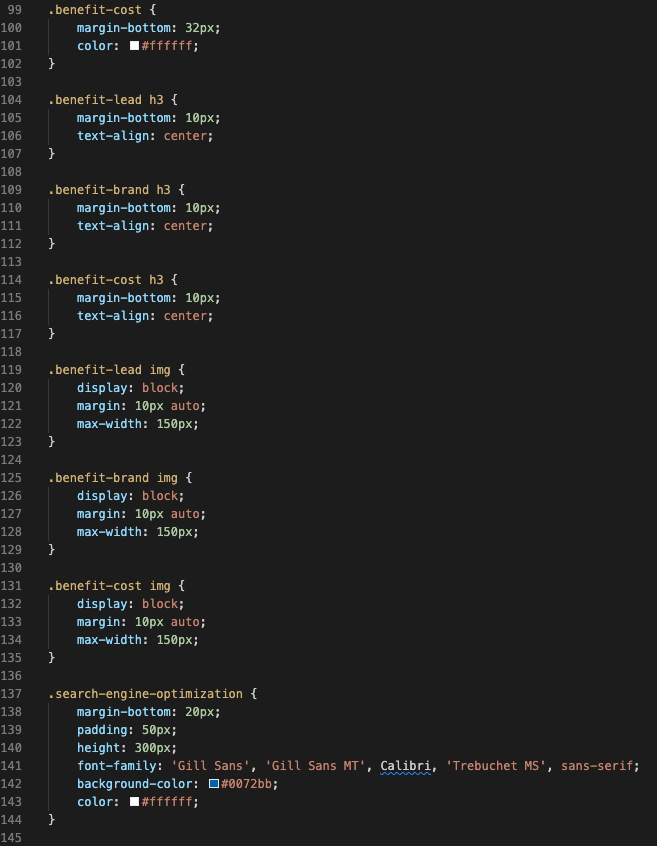 99 .benefit-cost {
100     margin-bottom: 32px;
101     color: #ffffff;
102 }
103
104 .benefit-lead h3 {
105     margin-bottom: 10px;
106     text-align: center;
107 }
108
109 .benefit-brand h3 {
110     margin-bottom: 10px;
111     text-align: center;
112 }
113
114 .benefit-cost h3 {
115     margin-bottom: 10px;
116     text-align: center;
117 }
118
119 .benefit-lead img {
120     display: block;
121     margin: 10px auto;
122     max-width: 150px;
123 }
124
125 .benefit-brand img {
126     display: block;
127     margin: 10px auto;
128     max-width: 150px;
129 }
130
131 .benefit-cost img {
132     display: block;
133     margin: 10px auto;
134     max-width: 150px;
135 }
136
137 .search-engine-optimization {
138     margin-bottom: 20px;
139     padding: 50px;
140     height: 300px;
141     font-family: 'Gill Sans', 'Gill Sans MT', Calibri, 'Trebuchet MS', sans-serif;
142     background-color: #0072bb;
143     color: #ffffff;
144 }
145